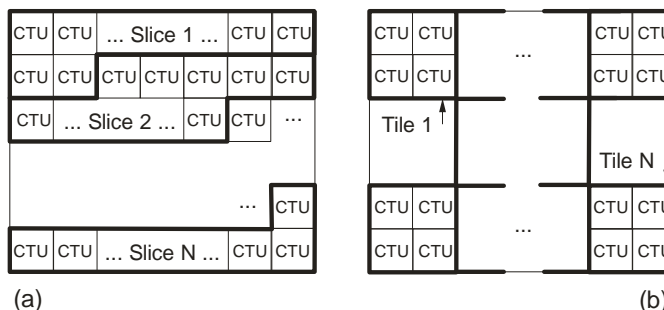 CTU CTU ... Slice 1 ... CTU CTU
CTU CTU CTU CTU CTU CTU CTU
CTU ... Slice 2 ... CTU CTU ...
... CTU
CTU CTU ... Slice N ... CTU CTU
(a)
CTU CTU ... CTU CTU
CTU CTU CTU CTU
Tile 1
Tile N
CTU CTU CTU CTU
CTU CTU ... CTU CTU
(b)